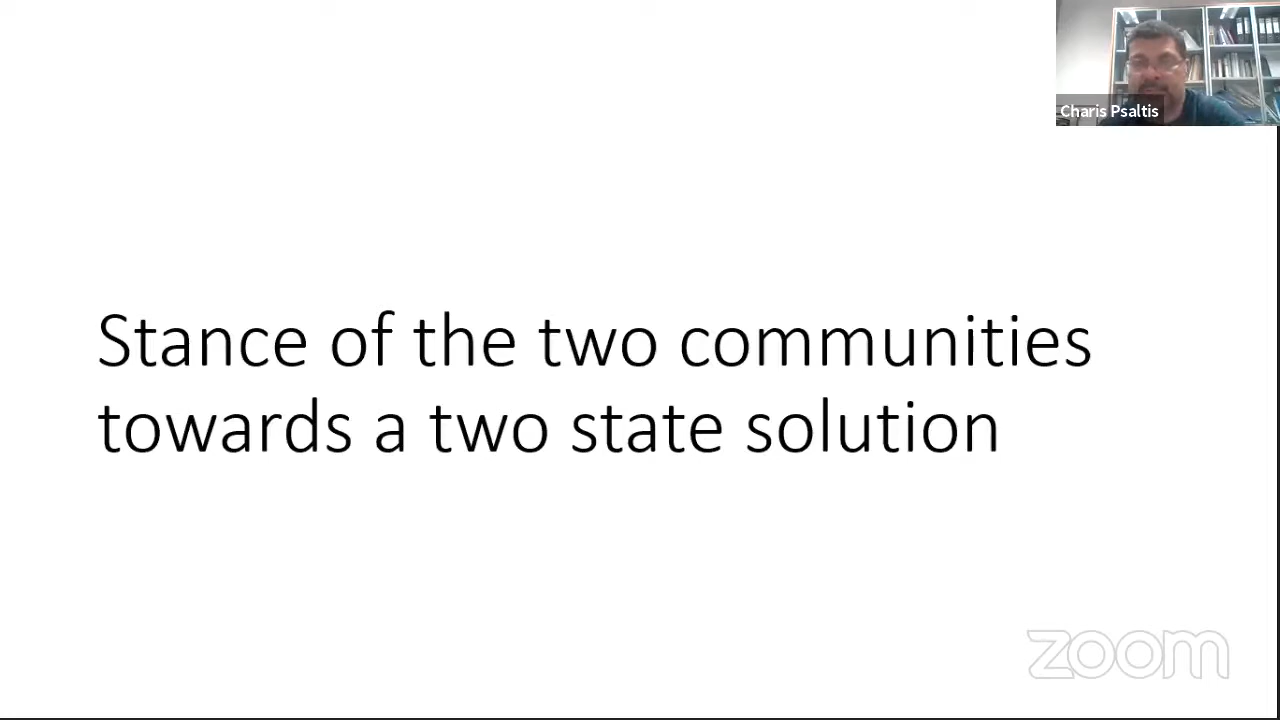 Charis Psaltis
Stance of the two communities
towards a two state solution
zoom